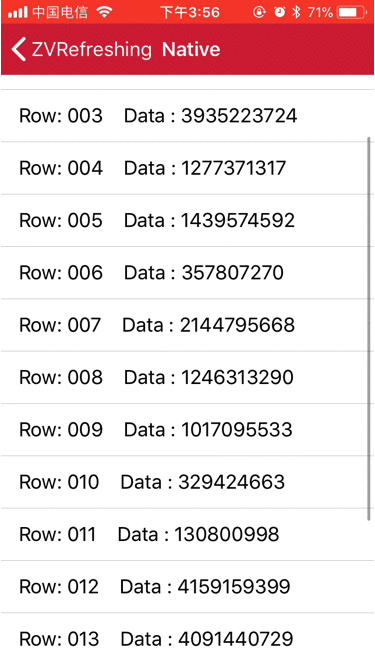 中国电信 下午3:56 71%
ZVRefreshing Native
Row: 003 Data : 3935223724
Row: 004 Data : 1277371317
Row: 005 Data : 1439574592
Row: 006 Data : 357807270
Row: 007 Data : 2144795668
Row: 008 Data : 1246313290
Row: 009 Data : 1017095533
Row: 010 Data : 329424663
Row: 011 Data : 130800998
Row: 012 Data : 4159159399
Row: 013 Data : 4091440729